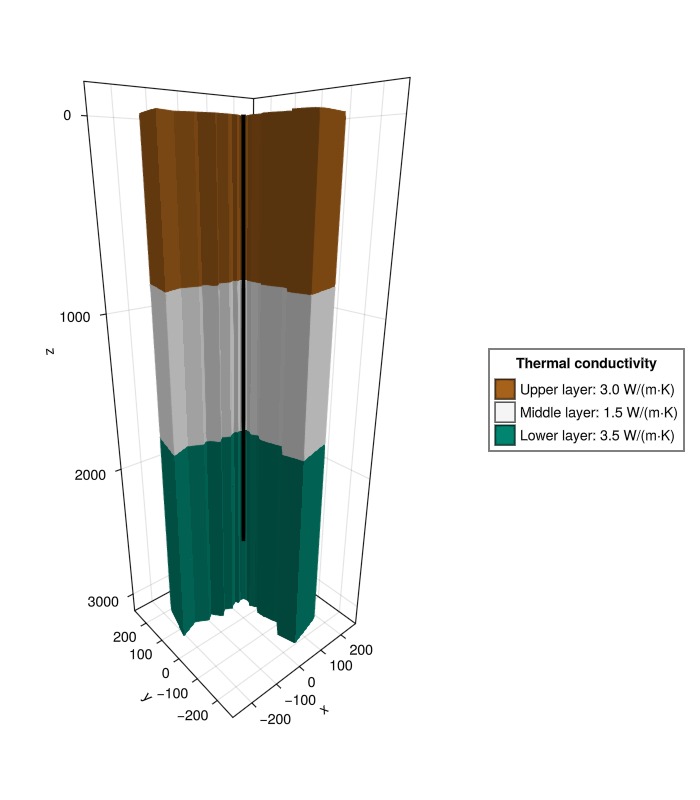 0
1000
z
2000
3000
200
100
0
−100
−200
y
200
100
0
−100
−200
x
Thermal conductivity
Upper layer: 3.0 W/(m·K)
Middle layer: 1.5 W/(m·K)
Lower layer: 3.5 W/(m·K)